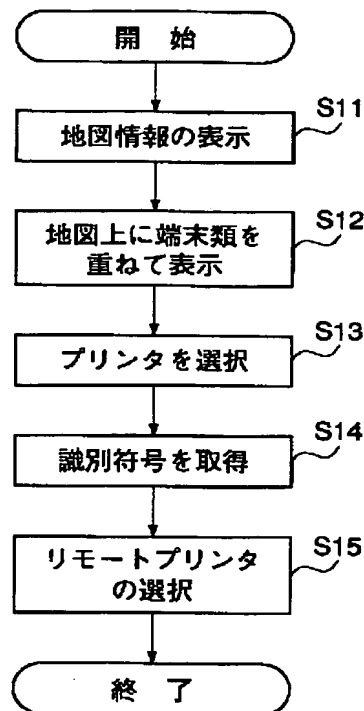 開 始
S11
地図情報の表示
S12
地図上に端末類を
重ねて表示
S13
プリンタを選択
S14
識別符号を取得
S15
リモートプリンタ
の選択
終 了